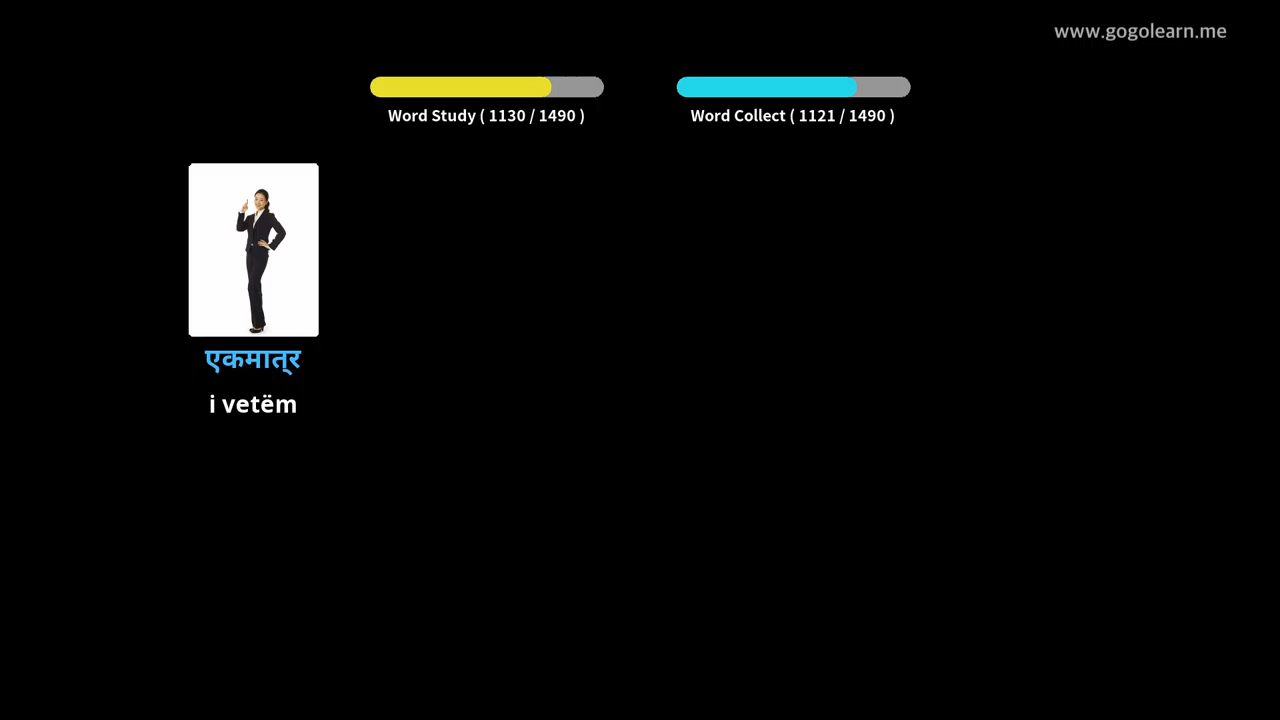 www.gogolearn.me
Word Study ( 1130 / 1490 )
Word Collect ( 1121 / 1490 )
एकमात्र
i vetëm